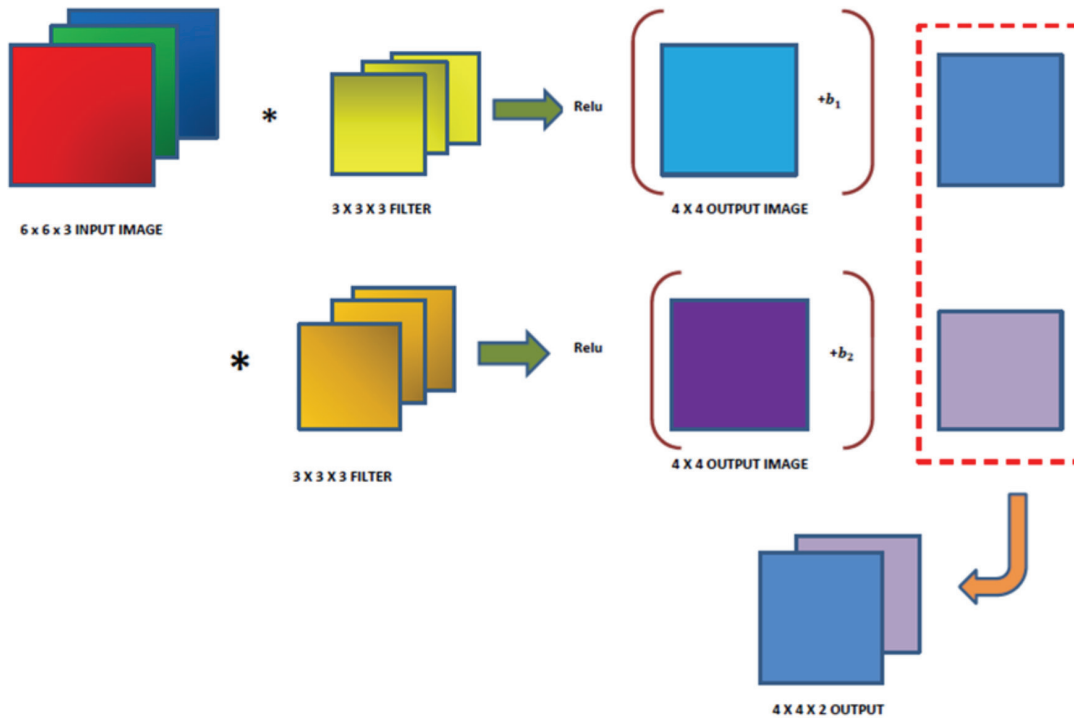 *
Relu
+b₁
6 x 6 x 3 INPUT IMAGE
3 X 3 X 3 FILTER
4 X 4 OUTPUT IMAGE
*
Relu
+b₂
3 X 3 X 3 FILTER
4 X 4 OUTPUT IMAGE
4 X 4 X 2 OUTPUT